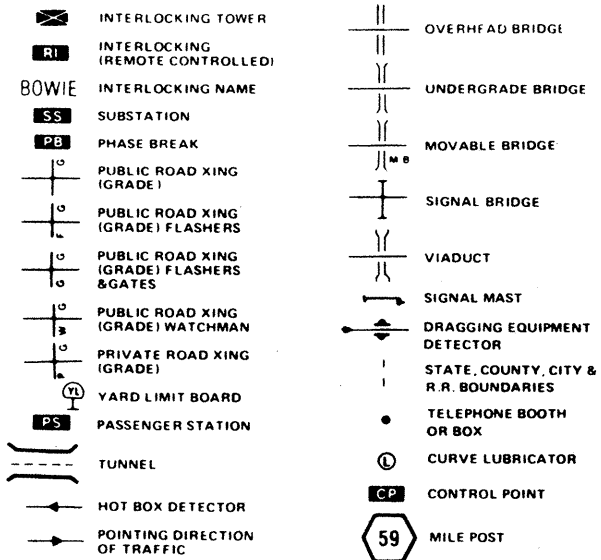 INTERLOCKING TOWER
RI INTERLOCKING
(REMOTE CONTROLLED)
BOWIE INTERLOCKING NAME
SS SUBSTATION
PB PHASE BREAK
G PUBLIC ROAD XING
(GRADE)
G F PUBLIC ROAD XING
(GRADE) FLASHERS
G G PUBLIC ROAD XING
(GRADE) FLASHERS
&GATES
G W PUBLIC ROAD XING
(GRADE) WATCHMAN
G P PRIVATE ROAD XING
(GRADE)
YL YARD LIMIT BOARD
PS PASSENGER STATION
TUNNEL
HOT BOX DETECTOR
POINTING DIRECTION
OF TRAFFIC
OVERHEAD BRIDGE
UNDERGRADE BRIDGE
MB MOVABLE BRIDGE
SIGNAL BRIDGE
VIADUCT
SIGNAL MAST
DRAGGING EQUIPMENT
DETECTOR
STATE, COUNTY, CITY &
R.R. BOUNDARIES
TELEPHONE BOOTH
OR BOX
L CURVE LUBRICATOR
CP CONTROL POINT
59 MILE POST